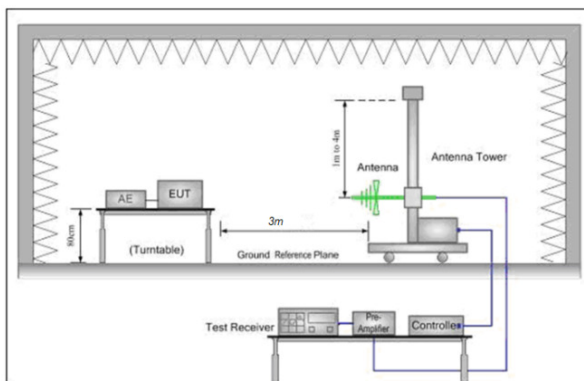 1m to 4m
Antenna
Antenna Tower
AE
EUT
3m
80cm
(Turntable)
Ground Reference Plane
Test Receiver
Pre-
Amplifier
Controller